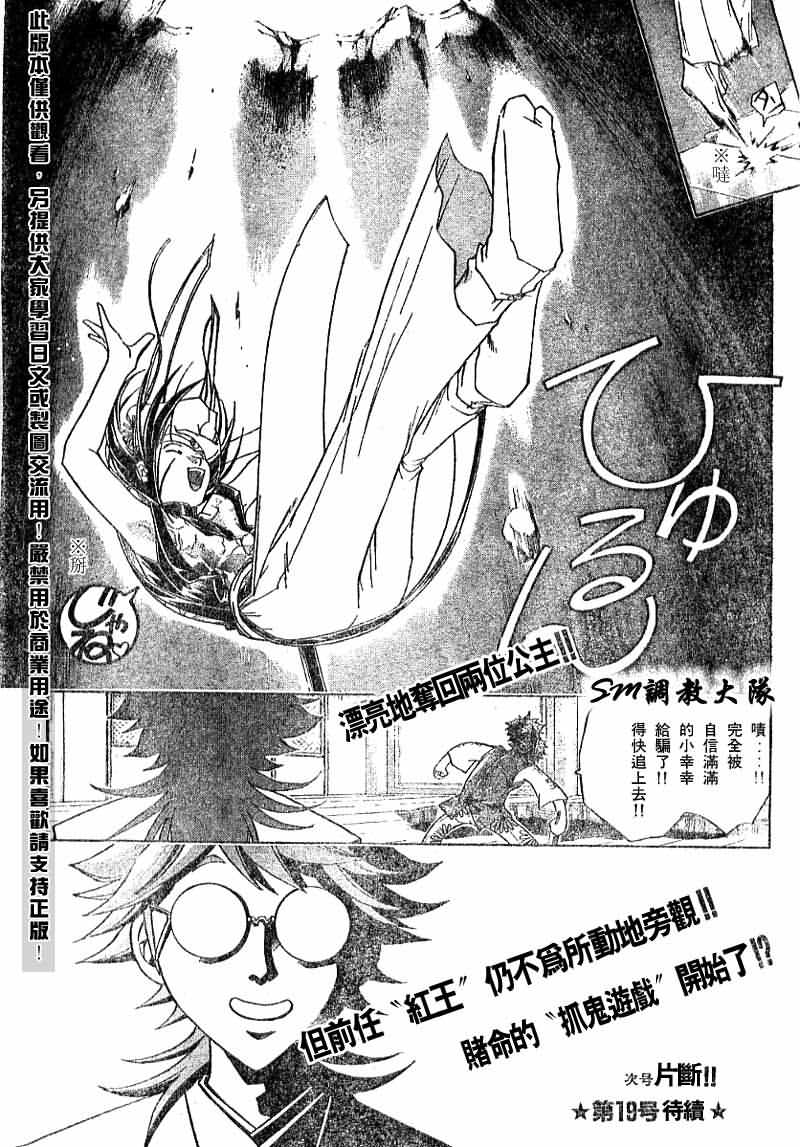 ※噠
ひゅるん
※掰
じゃね
漂亮地奪回兩位公主!!
SM調教大隊
嘖…!!
完全被
自信滿滿
的小幸幸
給騙了!!
得快追上去!!
但前任〝紅王〞仍不為所動地旁觀!!
賭命的〝抓鬼遊戲〞開始了!?
次号片斷!!
★第19号待續★
此版本僅供觀看，另提供大家學習日文或製圖交流用！嚴禁用於商業用途！如果喜歡請支持正版！